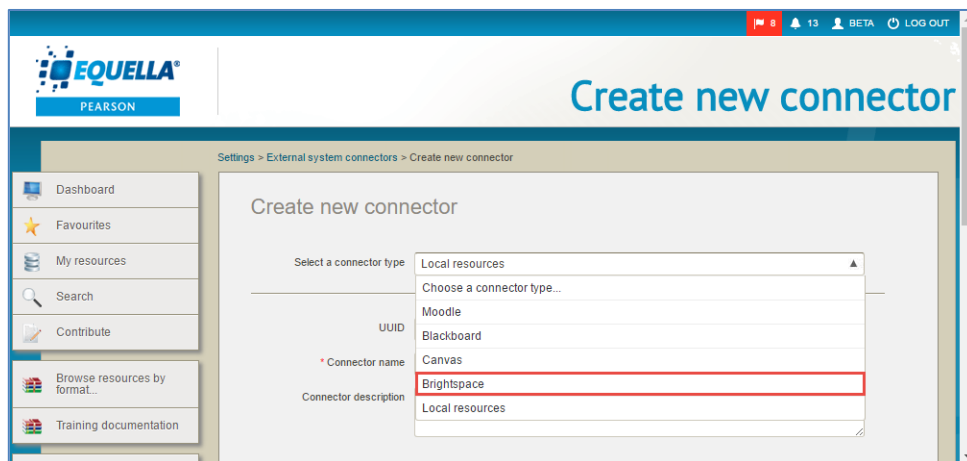 8 13 BETA LOG OUT
EQUELLA®
PEARSON
Create new connector
Settings > External system connectors > Create new connector
Dashboard
Favourites
My resources
Search
Contribute
Browse resources by
format...
Training documentation
Create new connector
Select a connector type Local resources
Choose a connector type...
Moodle
Blackboard
Canvas
Brightspace
Local resources
UUID
* Connector name
Connector description